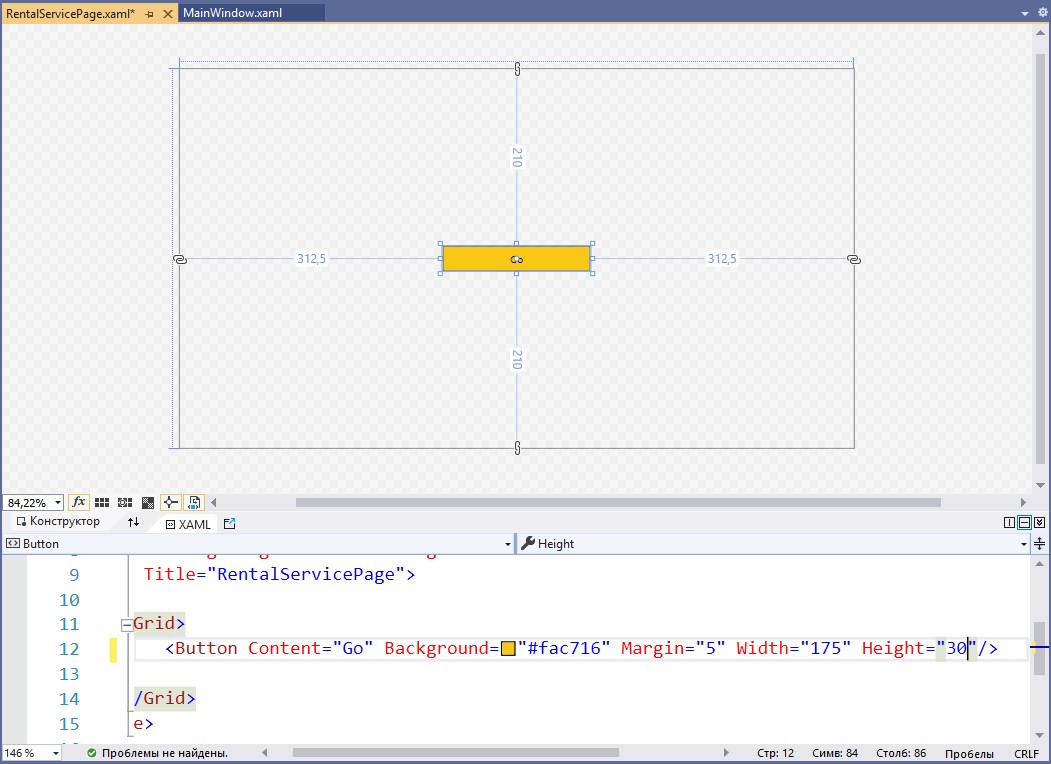 RentalServicePage.xaml* MainWindow.xaml
210
312,5 312,5
210
84,22% fx
Конструктор XAML
Button Height
9 Title="RentalServicePage">
10
11 Grid>
12 <Button Content="Go" Background="#fac716" Margin="5" Width="175" Height="30"/>
13
14 /Grid>
15 e>
146 % Проблемы не найдены. Стр: 12 Симв: 84 Столб: 86 Пробелы CRLF